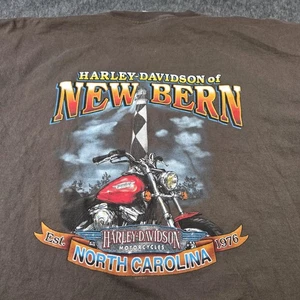 HARLEY-DAVIDSON of
NEW BERN
HARLEY-DAVIDSON
MOTORCYCLES
Est. 1976
NORTH CAROLINA